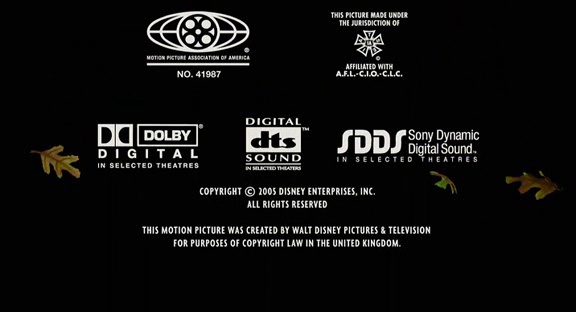 THIS PICTURE MADE UNDER
THE JURISDICTION OF
MOTION PICTURE ASSOCIATION OF AMERICA
®
NO. 41987
©
AFFILIATED WITH
A.F.L.-C.I.O.-C.L.C.
DOLBY®
DIGITAL
IN SELECTED THEATRES
DIGITAL
dts™
SOUND
IN SELECTED THEATERS
SDDS Sony Dynamic
Digital Sound™
IN SELECTED THEATRES
COPYRIGHT © 2005 DISNEY ENTERPRISES, INC.
ALL RIGHTS RESERVED
THIS MOTION PICTURE WAS CREATED BY WALT DISNEY PICTURES & TELEVISION
FOR PURPOSES OF COPYRIGHT LAW IN THE UNITED KINGDOM.